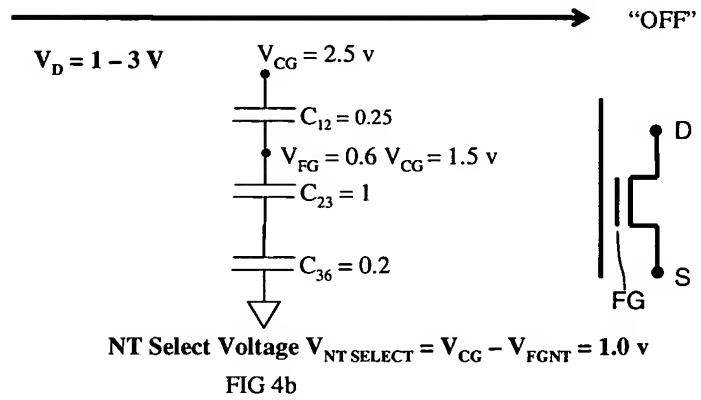 "OFF"
V_D = 1 – 3 V
V_CG = 2.5 v
C_12 = 0.25
V_FG = 0.6 V_CG = 1.5 v
C_23 = 1
C_36 = 0.2
D
S
FG
NT Select Voltage V_NT SELECT = V_CG – V_FGNT = 1.0 v
FIG 4b